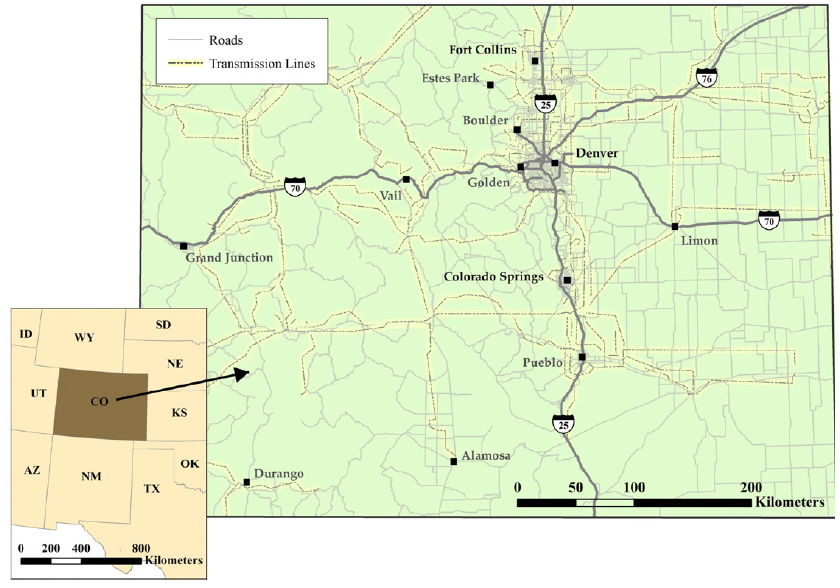 Roads
Transmission Lines
Fort Collins
Estes Park
76
25
Boulder
Denver
Golden
70
Vail
70
Limon
Grand Junction
Colorado Springs
Pueblo
25
Alamosa
Durango
0 50 100 200
Kilometers
ID
WY
SD
NE
UT
CO
KS
AZ
NM
OK
TX
0 200 400 800
Kilometers